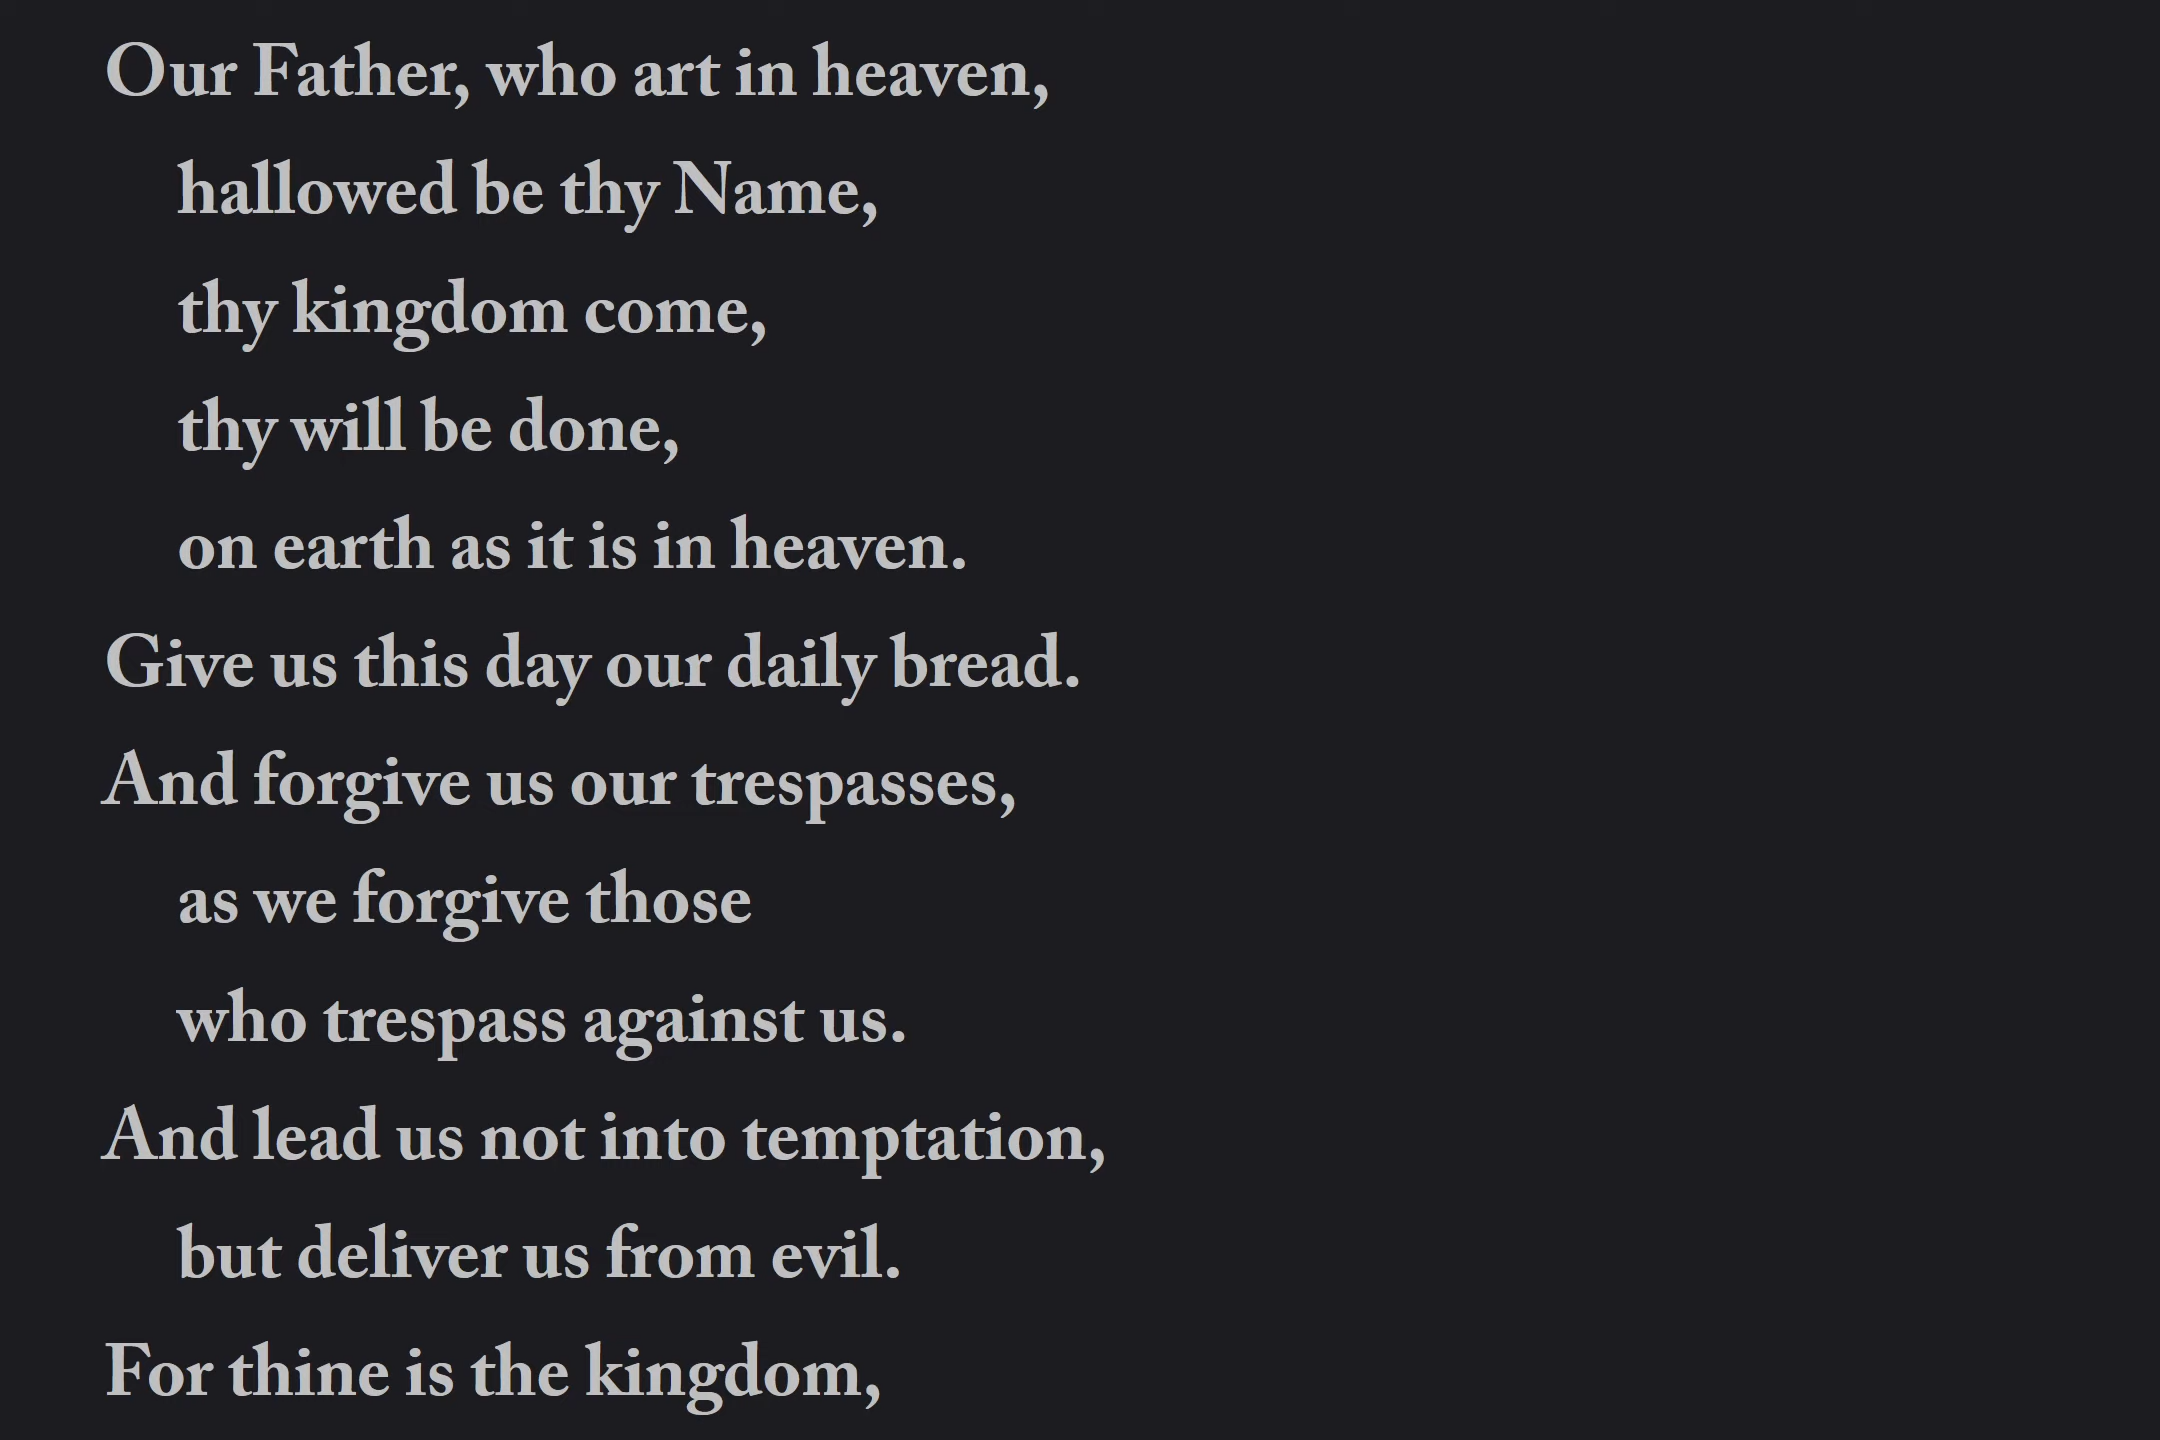 Our Father, who art in heaven,
hallowed be thy Name,
thy kingdom come,
thy will be done,
on earth as it is in heaven.
Give us this day our daily bread.
And forgive us our trespasses,
as we forgive those
who trespass against us.
And lead us not into temptation,
but deliver us from evil.
For thine is the kingdom,